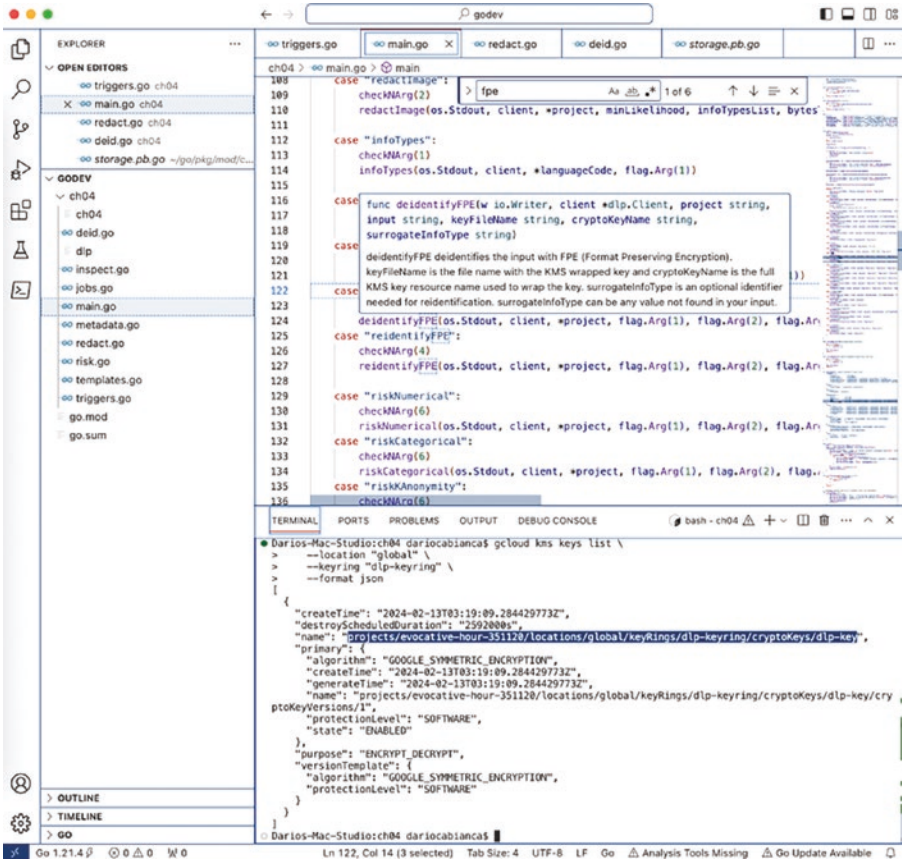 godev
EXPLORER
OPEN EDITORS
triggers.go ch04
main.go ch04
redact.go ch04
deid.go ch04
storage.pb.go ~/go/pkg/mod/c...
GODEV
ch04
ch04
deid.go
dlp
inspect.go
jobs.go
main.go
metadata.go
redact.go
risk.go
templates.go
triggers.go
go.mod
go.sum
OUTLINE
TIMELINE
GO
triggers.go main.go redact.go deid.go storage.pb.go
ch04 > main.go > main
fpe 1 of 6
108 case "redactImage":
109 checkNArg(2)
110 redactImage(os.Stdout, client, *project, minLikelihood, infoTypesList, bytes
111
112 case "infoTypes":
113 checkNArg(1)
114 infoTypes(os.Stdout, client, *languageCode, flag.Arg(1))
115
116 case
117
118
119 case
120
121 ))
122 case
123
func deidentifyFPE(w io.Writer, client *dlp.Client, project string,
input string, keyFileName string, cryptoKeyName string,
surrogateInfoType string)
deidentifyFPE deidentifies the input with FPE (Format Preserving Encryption).
keyFileName is the file name with the KMS wrapped key and cryptoKeyName is the full
KMS key resource name used to wrap the key. surrogateInfoType is an optional identifier
needed for reidentification. surrogateInfoType can be any value not found in your input.
124 deidentifyFPE(os.Stdout, client, *project, flag.Arg(1), flag.Arg(2), flag.Ar
125 case "reidentifyFPE":
126 checkNArg(4)
127 reidentifyFPE(os.Stdout, client, *project, flag.Arg(1), flag.Arg(2), flag.Ar
128
129 case "riskNumerical":
130 checkNArg(6)
131 riskNumerical(os.Stdout, client, *project, flag.Arg(1), flag.Arg(2), flag.Ar
132 case "riskCategorical":
133 checkNArg(6)
134 riskCategorical(os.Stdout, client, *project, flag.Arg(1), flag.Arg(2), flag.
135 case "riskKAnonymity":
136 checkNArg(6)
TERMINAL PORTS PROBLEMS OUTPUT DEBUG CONSOLE bash - ch04
Darios-Mac-Studio:ch04 dariocabianca$ gcloud kms keys list \
> --location "global" \
> --keyring "dlp-keyring" \
> --format json
[
{
"createTime": "2024-02-13T03:19:09.284429773Z",
"destroyScheduledDuration": "2592000s",
"name": "projects/evocative-hour-351120/locations/global/keyRings/dlp-keyring/cryptoKeys/dlp-key",
"primary": {
"algorithm": "GOOGLE_SYMMETRIC_ENCRYPTION",
"createTime": "2024-02-13T03:19:09.284429773Z",
"generateTime": "2024-02-13T03:19:09.284429773Z",
"name": "projects/evocative-hour-351120/locations/global/keyRings/dlp-keyring/cryptoKeys/dlp-key/cry
ptoKeyVersions/1",
"protectionLevel": "SOFTWARE",
"state": "ENABLED"
},
"purpose": "ENCRYPT_DECRYPT",
"versionTemplate": {
"algorithm": "GOOGLE_SYMMETRIC_ENCRYPTION",
"protectionLevel": "SOFTWARE"
}
}
]
Darios-Mac-Studio:ch04 dariocabianca$
Go 1.21.4 0 0 0 Ln 122, Col 14 (3 selected) Tab Size: 4 UTF-8 LF Go Analysis Tools Missing Go Update Available